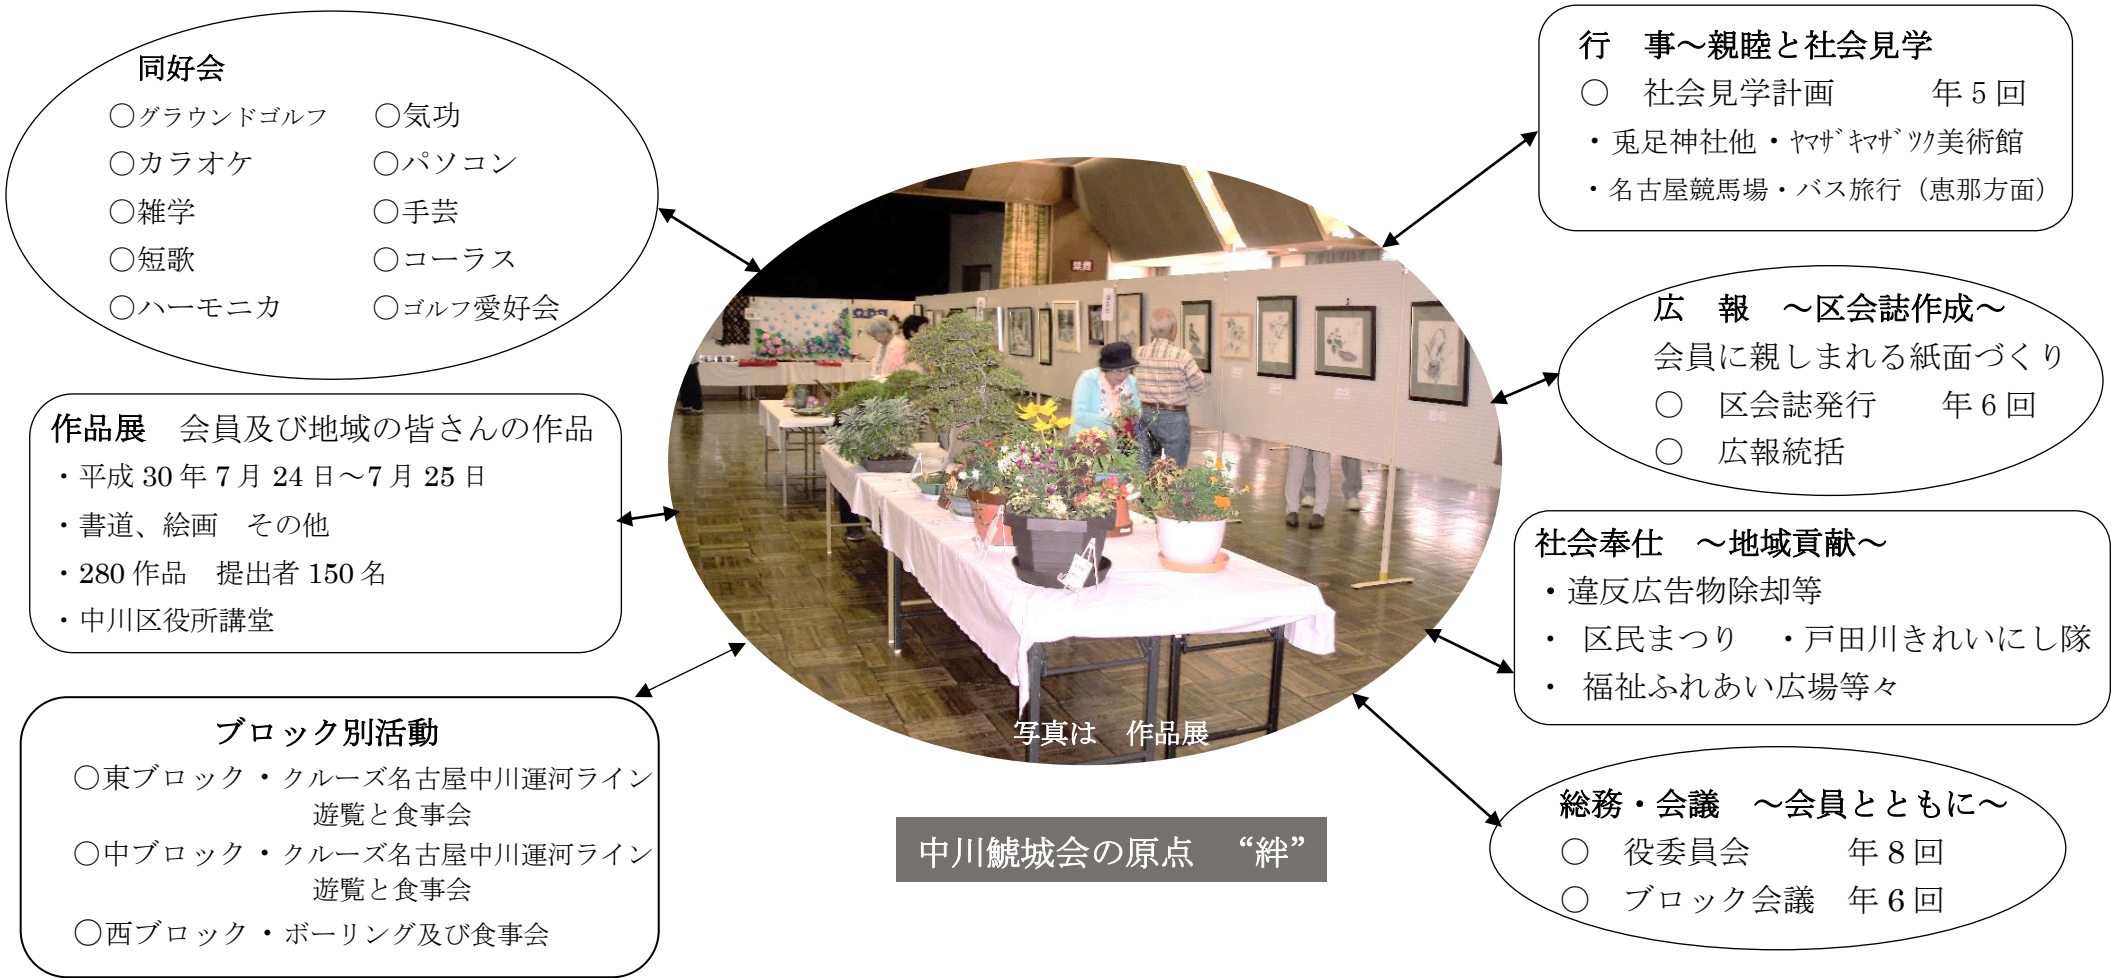 同好会
○グラウンドゴルフ　○気功
○カラオケ　○パソコン
○雑学　○手芸
○短歌　○コーラス
○ハーモニカ　○ゴルフ愛好会
作品展　会員及び地域の皆さんの作品
・平成 30 年 7 月 24 日～7 月 25 日
・書道、絵画　その他
・280 作品　提出者 150 名
・中川区役所講堂
ブロック別活動
○東ブロック・クルーズ名古屋中川運河ライン
遊覧と食事会
○中ブロック・クルーズ名古屋中川運河ライン
遊覧と食事会
○西ブロック・ボーリング及び食事会
禁煙
写真は　作品展
中川鯱城会の原点　“絆”
行　事～親睦と社会見学
○　社会見学計画　年 5 回
・兎足神社他・ﾔﾏｻﾞｷﾏｻﾞｯｸ美術館
・名古屋競馬場・バス旅行（恵那方面）
広　報　～区会誌作成～
会員に親しまれる紙面づくり
○　区会誌発行　年 6 回
○　広報統括
社会奉仕　～地域貢献～
・違反広告物除却等
・ 区民まつり　・戸田川きれいにし隊
・ 福祉ふれあい広場等々
総務・会議　～会員とともに～
○　役委員会　年 8 回
○　ブロック会議　年 6 回